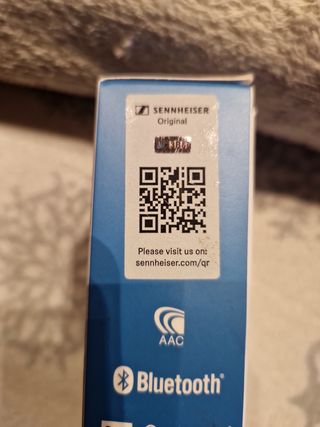 SENNHEISER
Original
Please visit us on:
sennheiser.com/qr
AAC
Bluetooth®